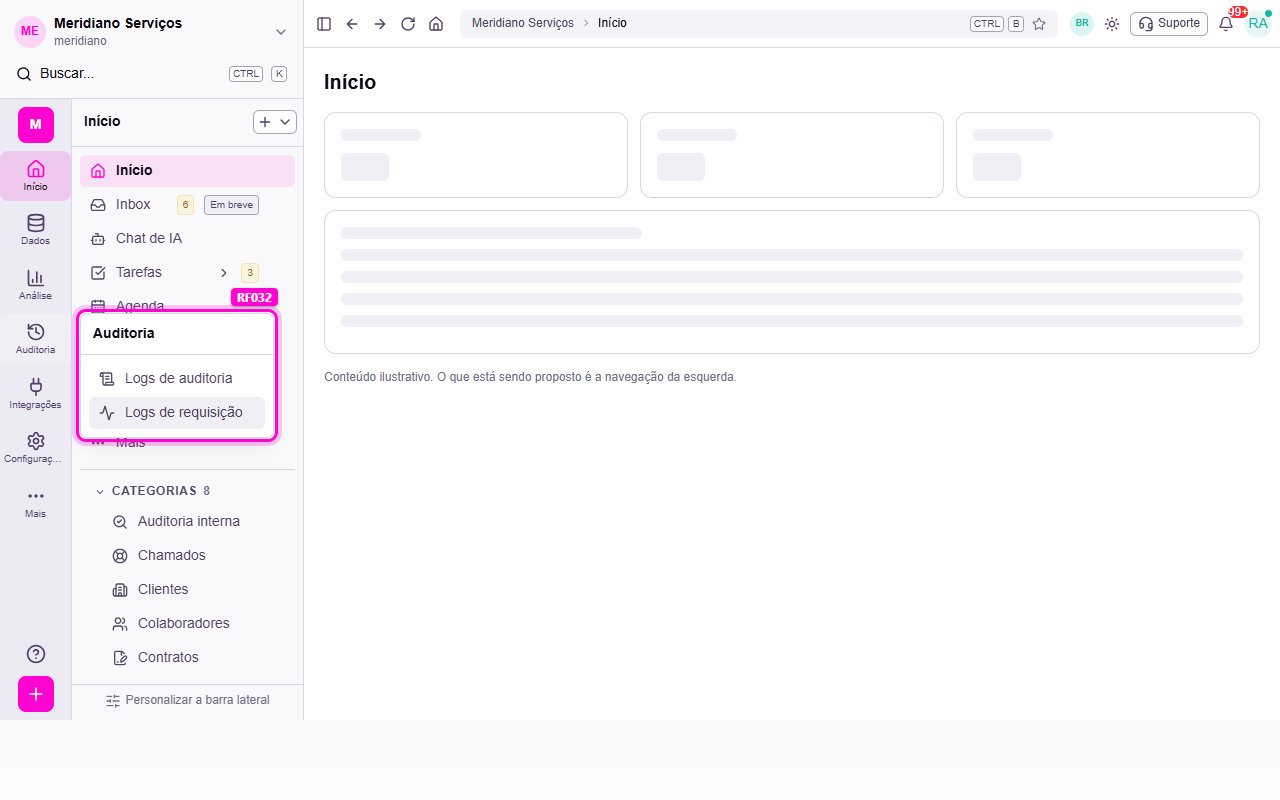 ME
Meridiano Serviços
meridiano
Buscar...
CTRL K
Meridiano Serviços > Início
CTRL B
BR
Suporte
99+
RA
M
Início
Dados
Análise
Auditoria
Integrações
Configuraç...
Mais
Início
Início
Inbox 6 Em breve
Chat de IA
Tarefas 3
Agenda
RF032
Auditoria
Logs de auditoria
Logs de requisição
Mais
CATEGORIAS 8
Auditoria interna
Chamados
Clientes
Colaboradores
Contratos
Personalizar a barra lateral
Início
Conteúdo ilustrativo. O que está sendo proposto é a navegação da esquerda.